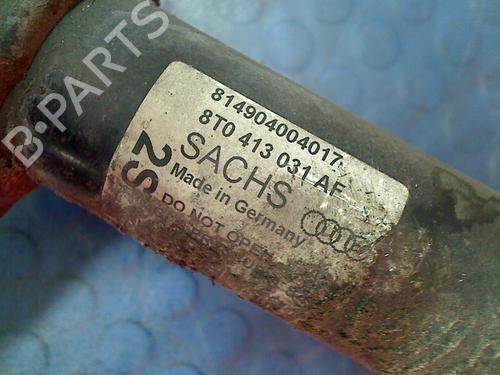 B-PARTS
814904004017
8T0 413 031 AF
SACHS
2S
Made in Germany
DO NOT OPEN